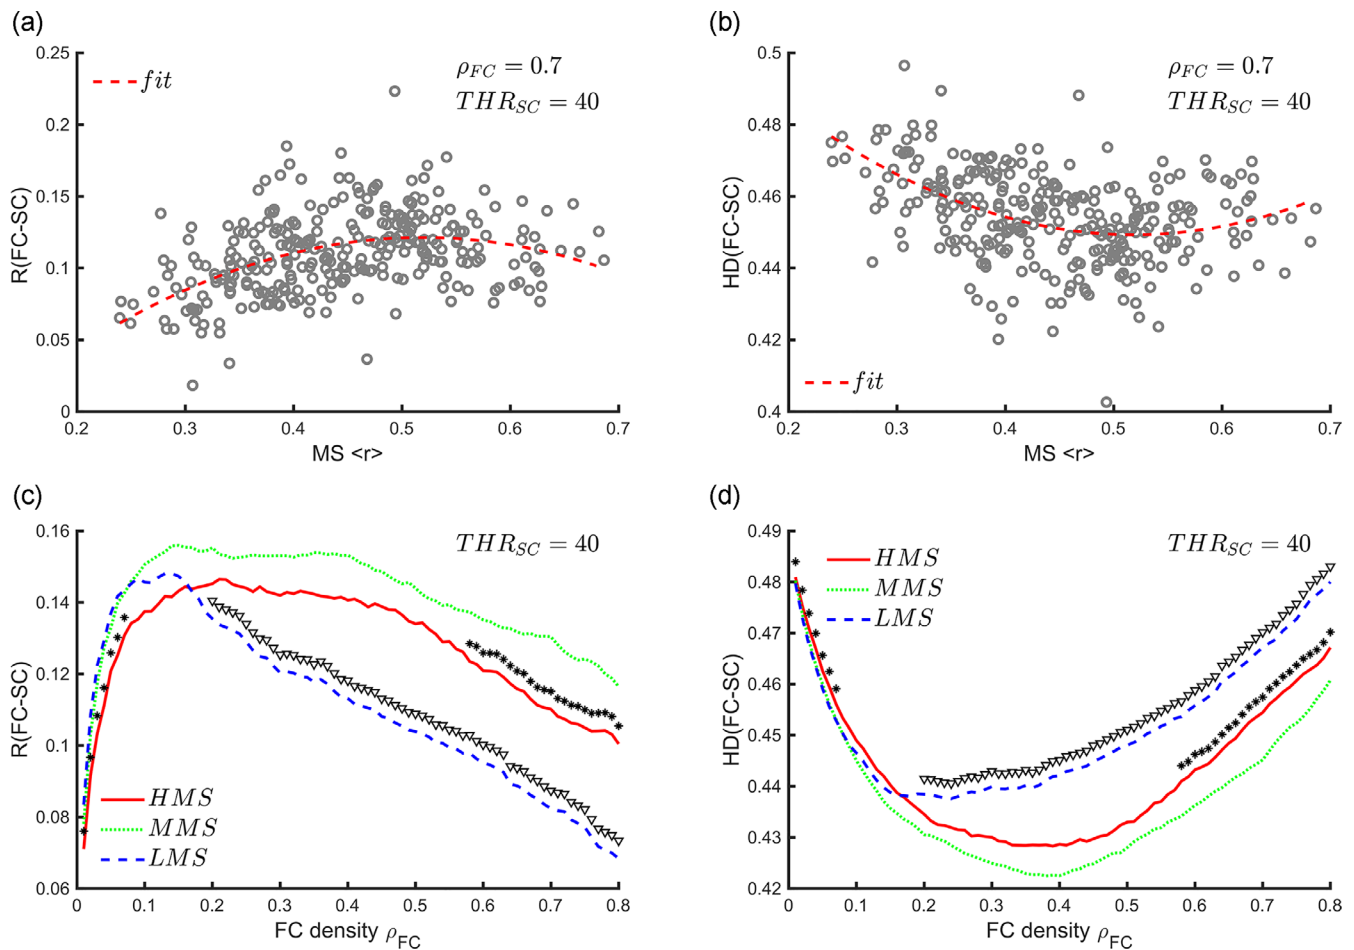 (a)
0.25
0.2
0.15
0.1
0.05
0
R(FC-SC)
fit
ρFC = 0.7
THRSC = 40
0.2 0.3 0.4 0.5 0.6 0.7
MS <r>
(b)
0.5
0.48
0.46
0.44
0.42
0.4
HD(FC-SC)
ρFC = 0.7
THRSC = 40
fit
0.2 0.3 0.4 0.5 0.6 0.7
MS <r>
(c)
0.16
0.14
0.12
0.1
0.08
0.06
R(FC-SC)
THRSC = 40
HMS
MMS
LMS
0 0.1 0.2 0.3 0.4 0.5 0.6 0.7 0.8
FC density ρFC
(d)
0.49
0.48
0.47
0.46
0.45
0.44
0.43
0.42
HD(FC-SC)
HMS
MMS
LMS
THRSC = 40
0 0.1 0.2 0.3 0.4 0.5 0.6 0.7 0.8
FC density ρFC